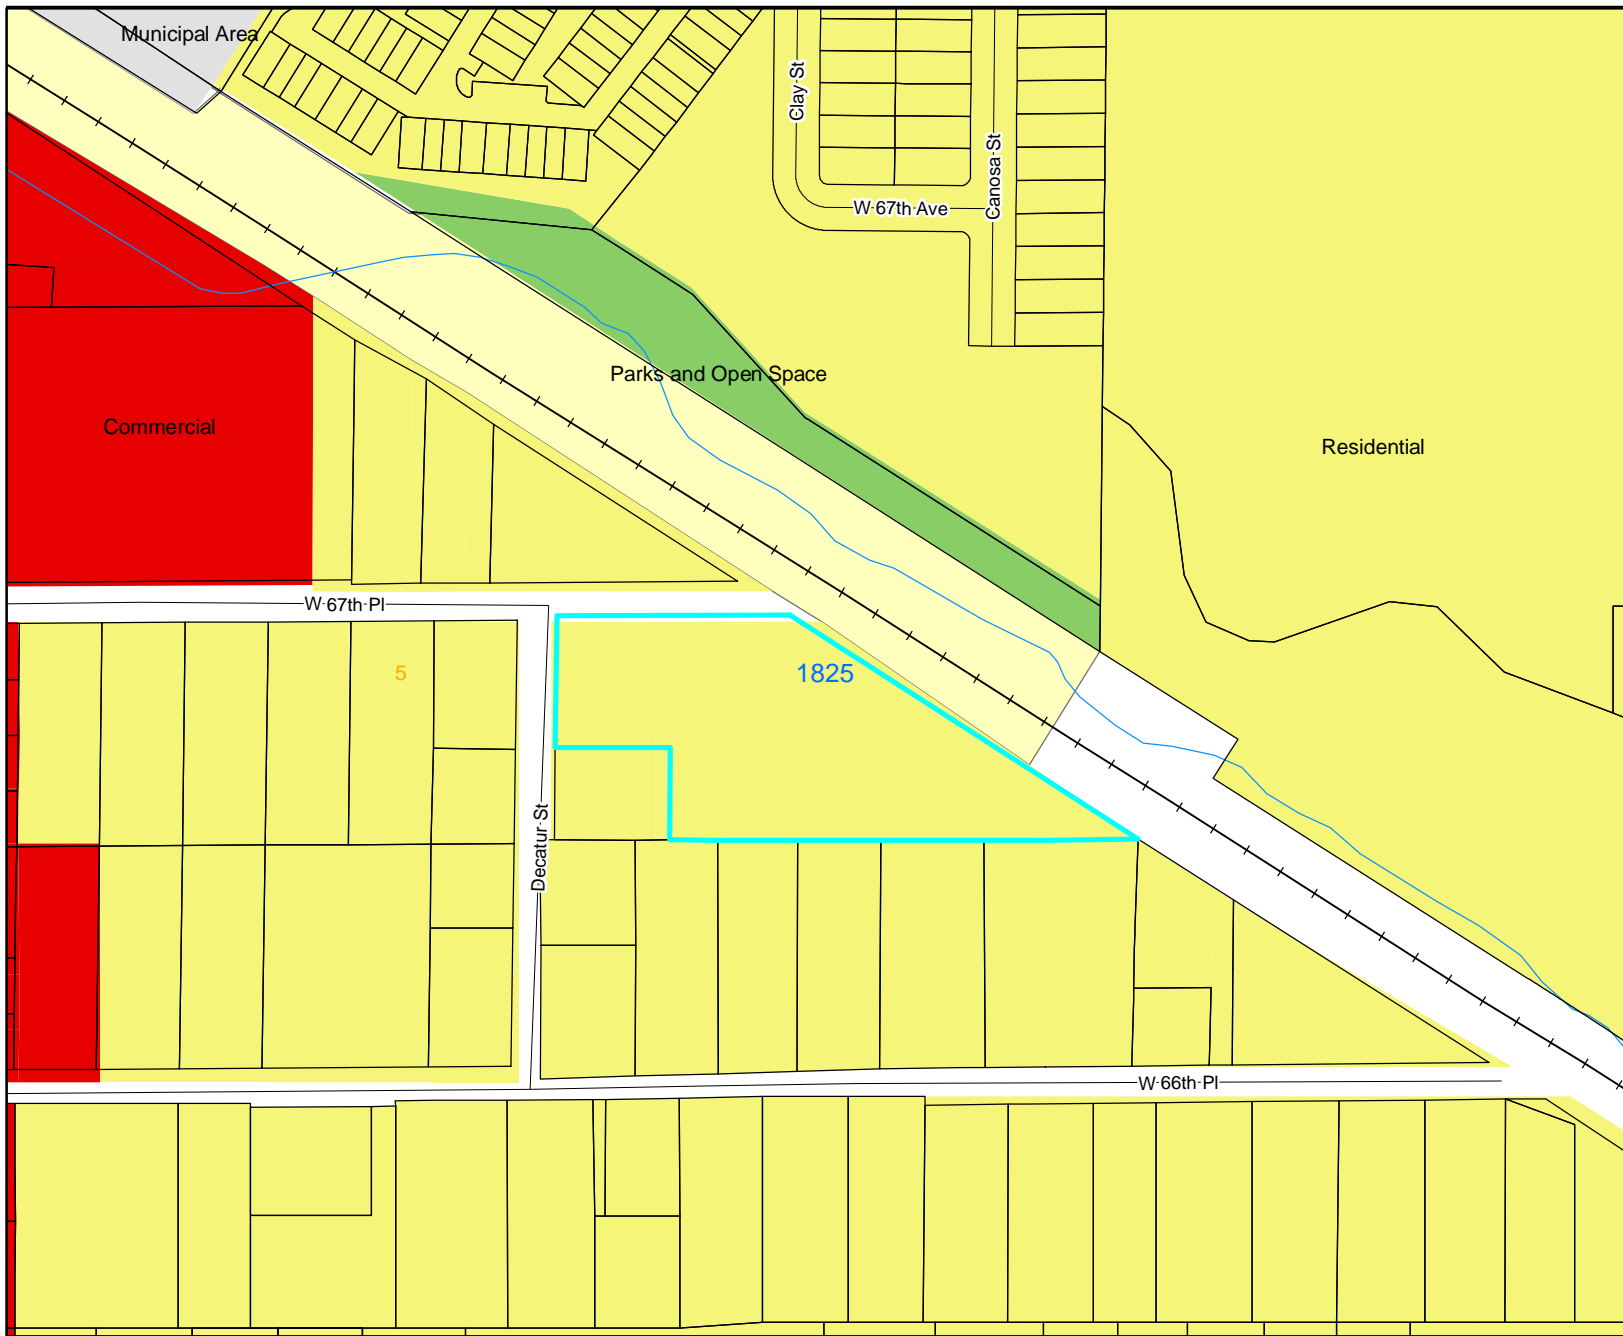 Municipal Area
Clay St
Canosa St
W 67th Ave
Parks and Open Space
Commercial
Residential
W 67th Pl
5
1825
Decatur St
W 66th Pl